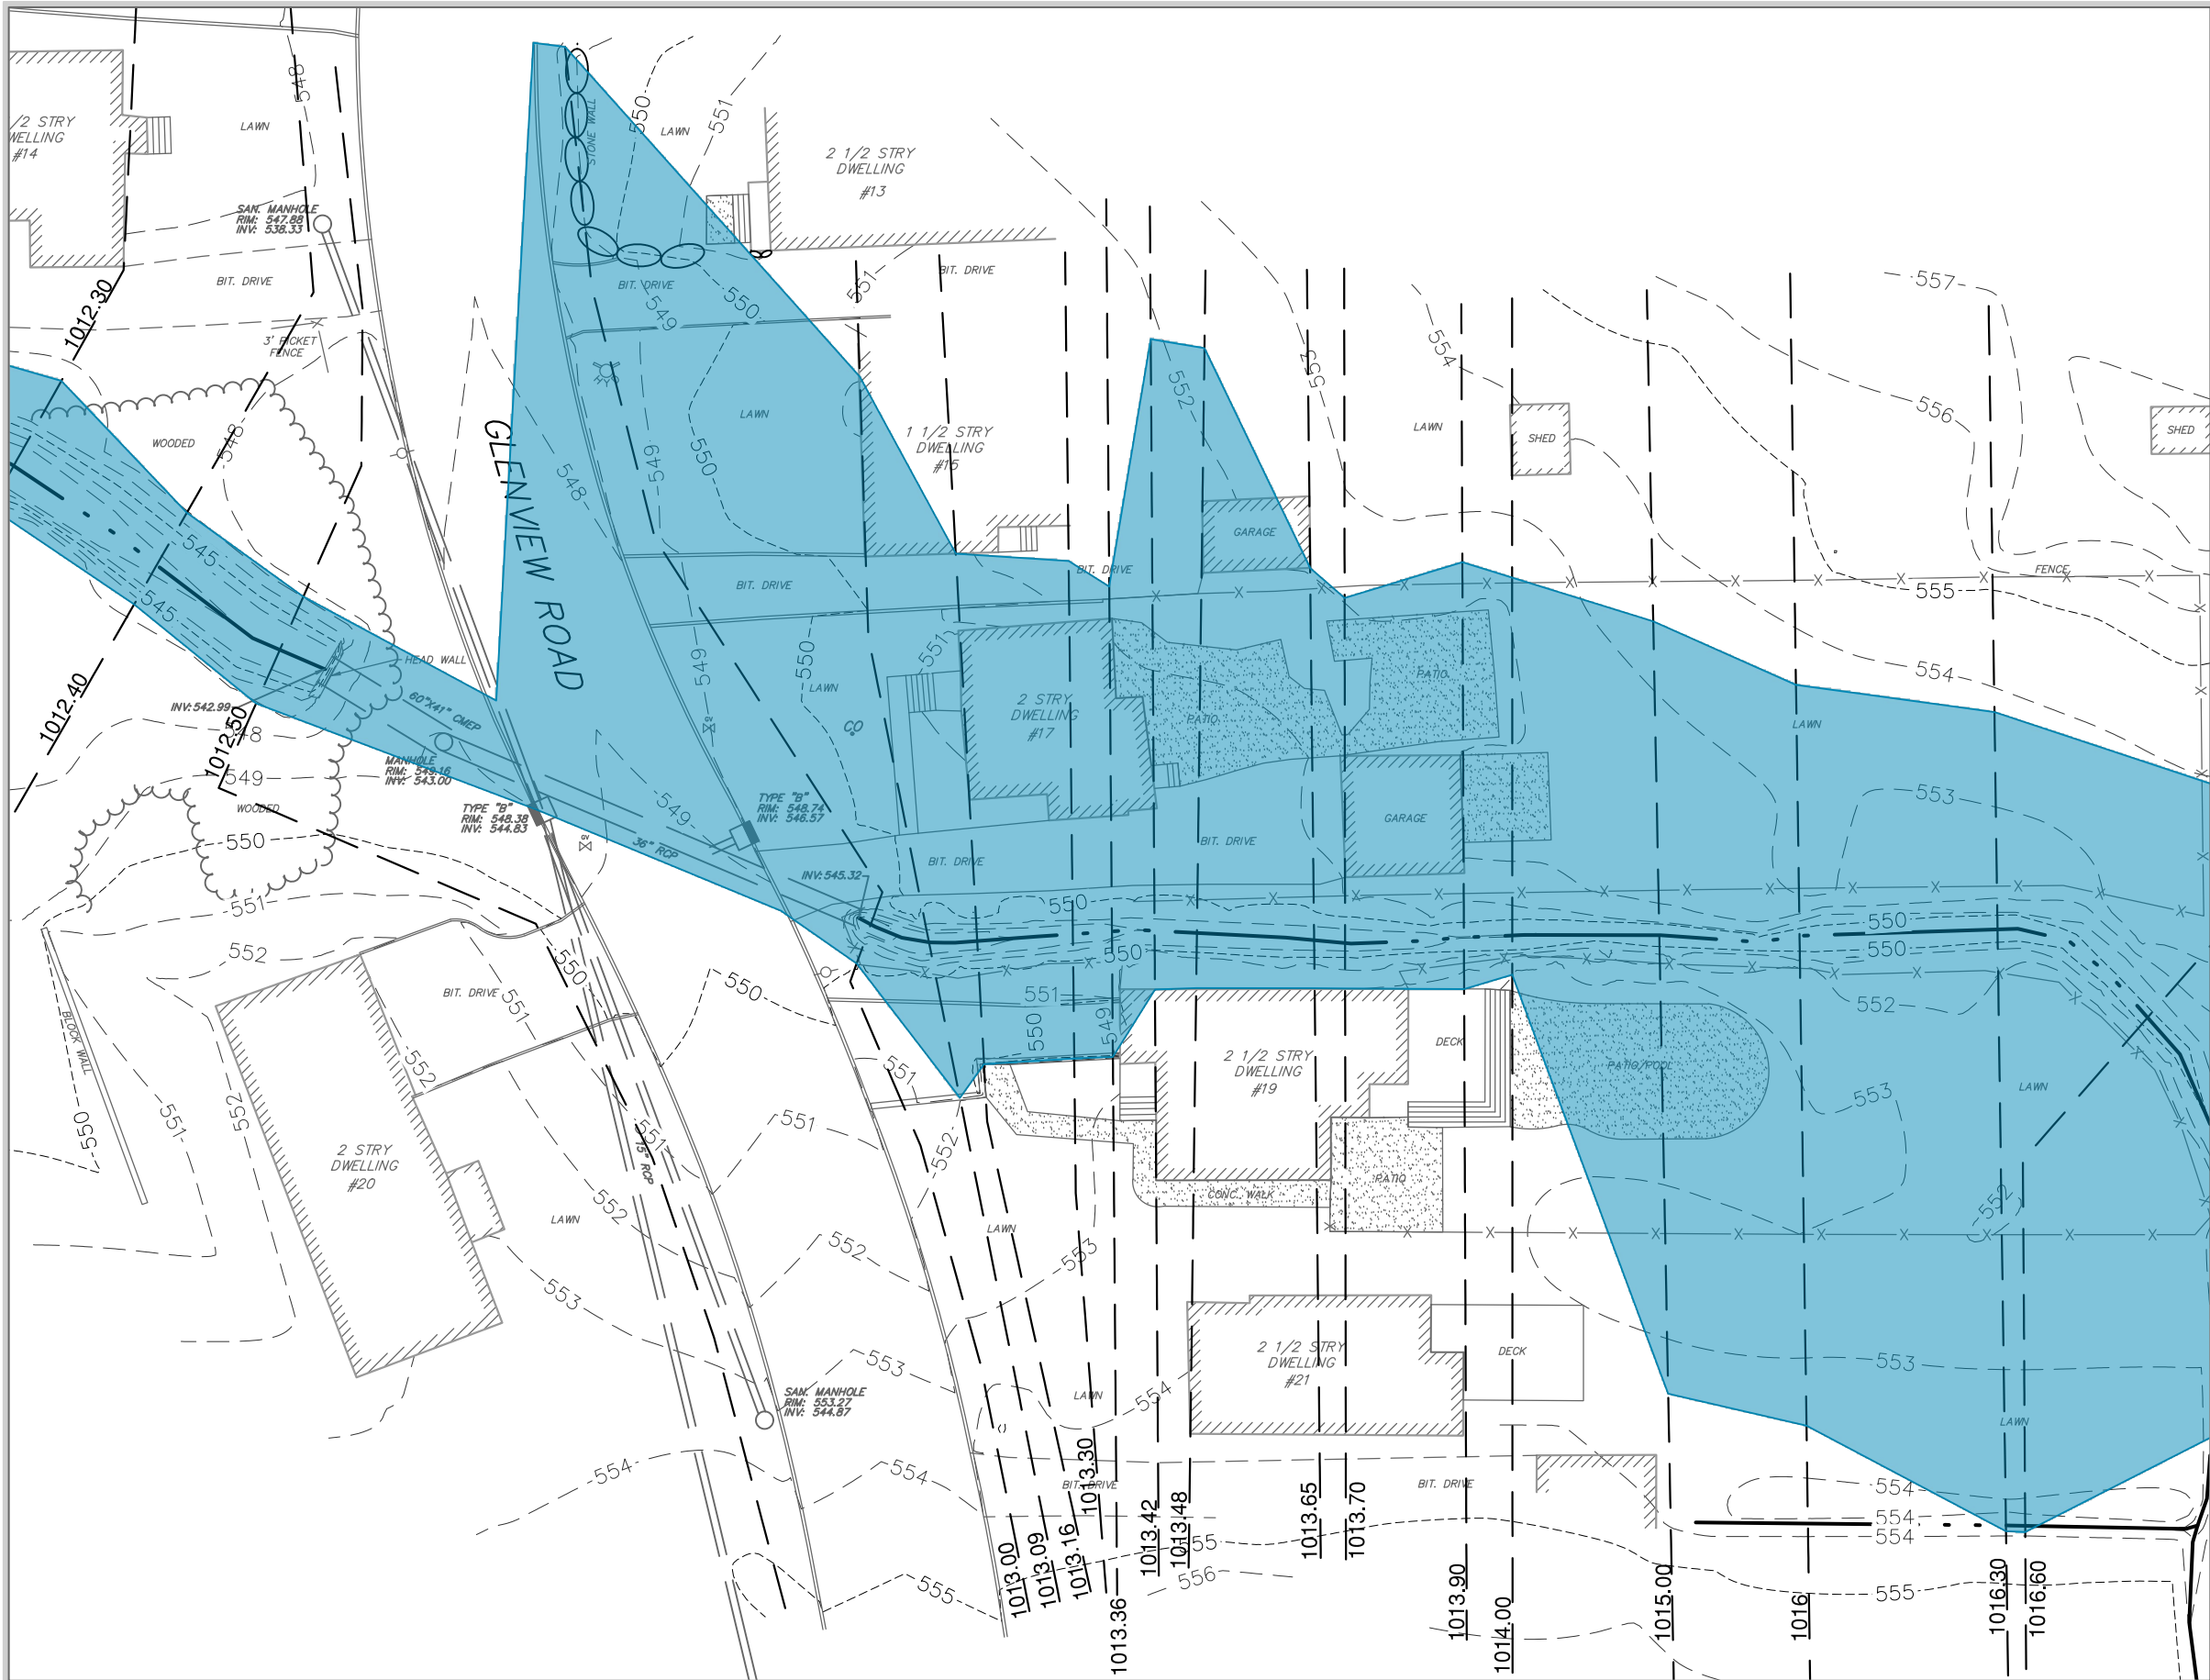 548
550
551
STONE WALL
LAWN
LAWN
2 1/2 STRY
DWELLING
#13
1/2 STRY
WELLING
#14
SAN. MANHOLE
RIM: 547.88
INV: 538.33
BIT. DRIVE
BIT. DRIVE
BIT. DRIVE
549
550
551
557
1012.30
3' PICKET
FENCE
553
554
552
556
WOODED
548
GLENVIEW ROAD
548
549
550
LAWN
1 1/2 STRY
DWELLING
#15
LAWN
SHED
SHED
545
545
GARAGE
BIT. DRIVE
BIT. DRIVE
FENCE
555
HEAD WALL
549
550
551
554
1012.40
INV: 542.99
60"X41" CMEP
LAWN
CO
2 STRY
DWELLING
#17
PATIO
PATIO
LAWN
548
549
1012.50
MANHOLE
RIM: 549.16
INV: 543.00
GV
WOODED
TYPE "B"
RIM: 548.38
INV: 544.83
549
TYPE "B"
RIM: 548.74
INV: 546.57
553
GARAGE
550
GV
36" RCP
BIT. DRIVE
BIT. DRIVE
INV: 545.32
551
550
550
550
550
552
550
550
551
552
BIT. DRIVE
551
550
549
BLOCK WALL
552
551
2 1/2 STRY
DWELLING
#19
DECK
PATIO/POOL
LAWN
553
550
551
552
551
551
552
2 STRY
DWELLING
#20
15" RCP
PATIO
CONC. WALK
552
LAWN
552
552
LAWN
553
553
553
2 1/2 STRY
DWELLING
#21
DECK
553
SAN. MANHOLE
RIM: 553.27
INV: 544.87
LAWN
554
LAWN
554
554
BIT. DRIVE
BIT. DRIVE
554
554
554
555
555
556
555
1013.00
1013.09
1013.16
1013.30
1013.36
1013.42
1013.48
1013.65
1013.70
1013.90
1014.00
1015.00
1016
1016.30
1016.60